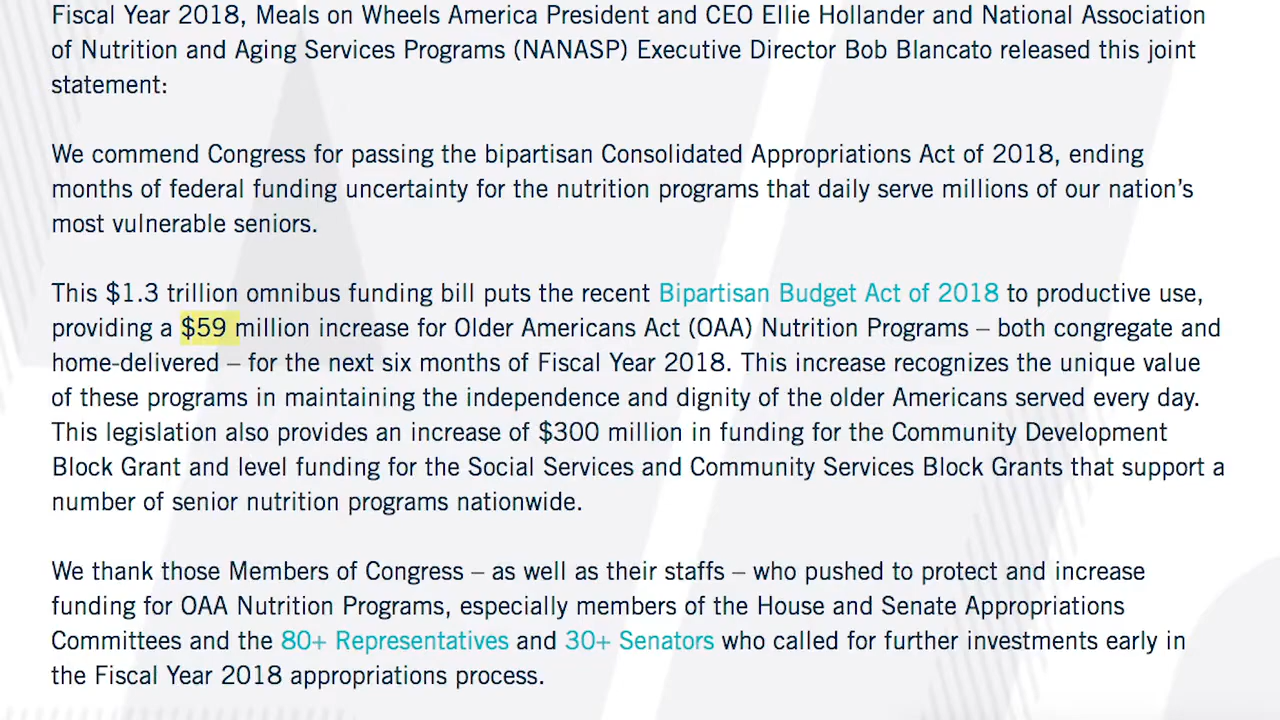 Fiscal Year 2018, Meals on Wheels America President and CEO Ellie Hollander and National Association
of Nutrition and Aging Services Programs (NANASP) Executive Director Bob Blancato released this joint
statement:
We commend Congress for passing the bipartisan Consolidated Appropriations Act of 2018, ending
months of federal funding uncertainty for the nutrition programs that daily serve millions of our nation’s
most vulnerable seniors.
This $1.3 trillion omnibus funding bill puts the recent Bipartisan Budget Act of 2018 to productive use,
providing a $59 million increase for Older Americans Act (OAA) Nutrition Programs – both congregate and
home-delivered – for the next six months of Fiscal Year 2018. This increase recognizes the unique value
of these programs in maintaining the independence and dignity of the older Americans served every day.
This legislation also provides an increase of $300 million in funding for the Community Development
Block Grant and level funding for the Social Services and Community Services Block Grants that support a
number of senior nutrition programs nationwide.
We thank those Members of Congress – as well as their staffs – who pushed to protect and increase
funding for OAA Nutrition Programs, especially members of the House and Senate Appropriations
Committees and the 80+ Representatives and 30+ Senators who called for further investments early in
the Fiscal Year 2018 appropriations process.